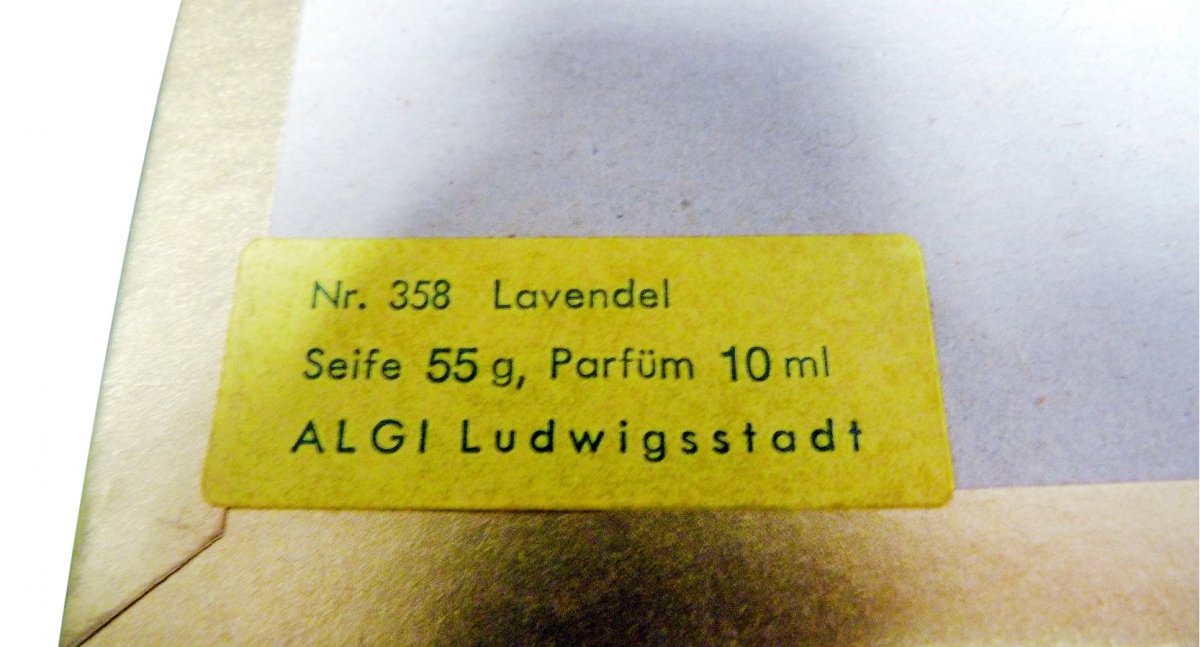 Nr. 358 Lavendel
Seife 55 g, Parfüm 10 ml
ALGI Ludwigsstadt